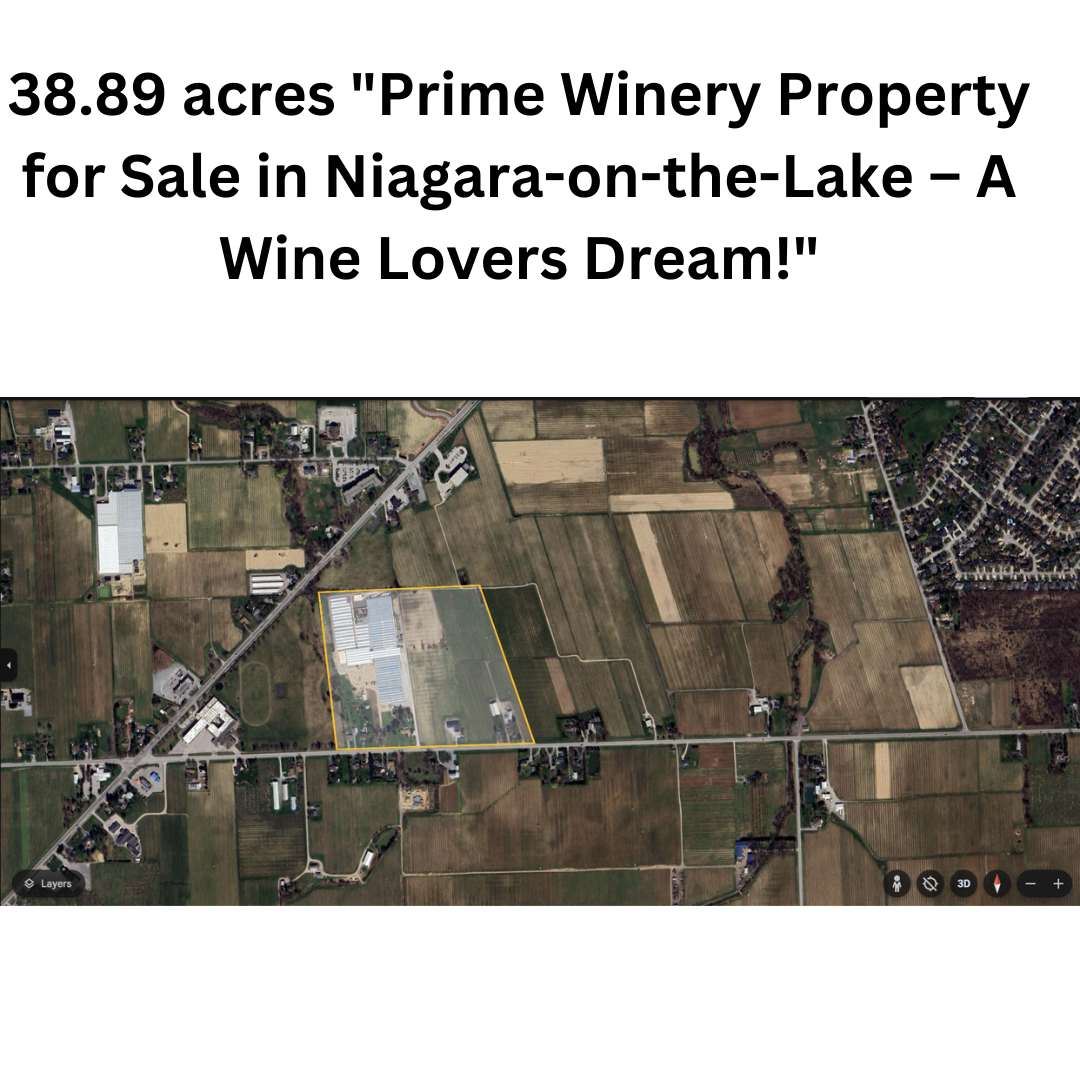 38.89 acres "Prime Winery Property
for Sale in Niagara-on-the-Lake – A
Wine Lovers Dream!"
Layers
3D